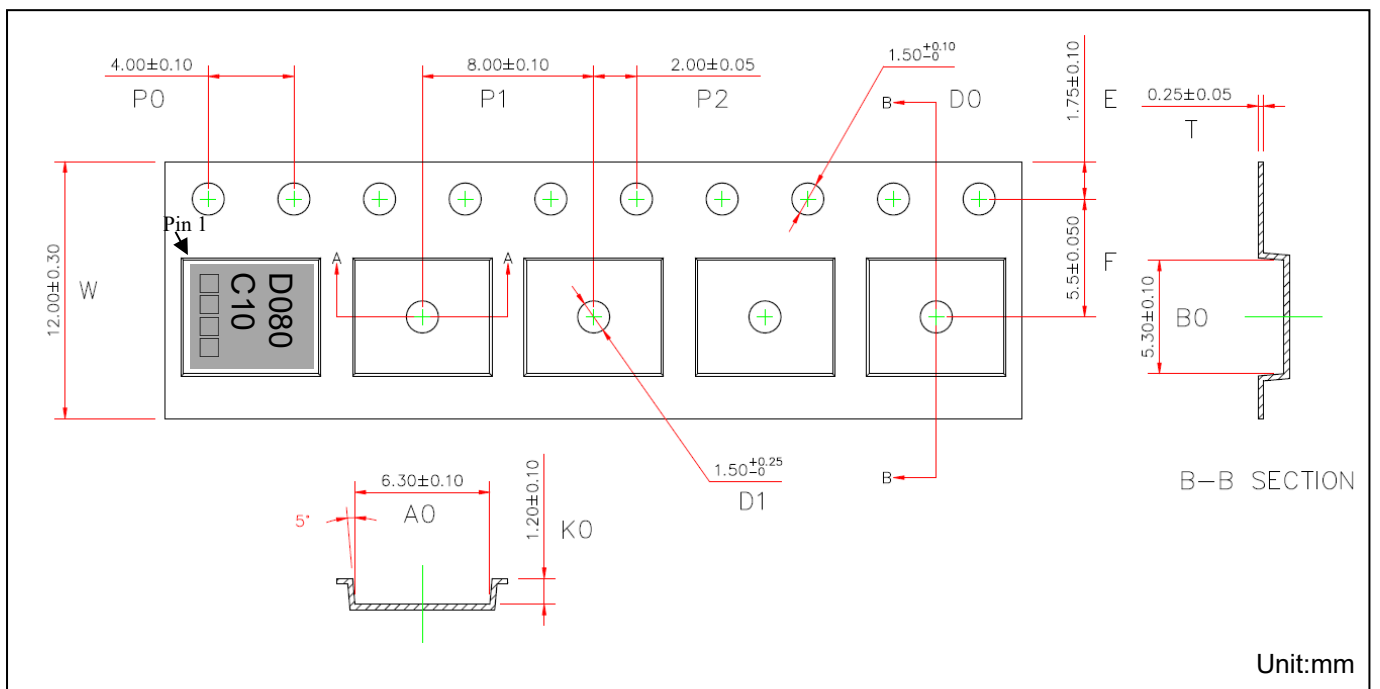 4.00±0.10
P0
8.00±0.10
P1
2.00±0.05
P2
1.50+0.10 -0
D0
1.75±0.10
E
0.25±0.05
T
B
12.00±0.30
W
Pin 1
D080
C10
□□□□
A
A
5.5±0.050
F
5.30±0.10
B0
1.50+0.25 -0
D1
B
B-B SECTION
6.30±0.10
A0
5°
1.20±0.10
K0
Unit:mm